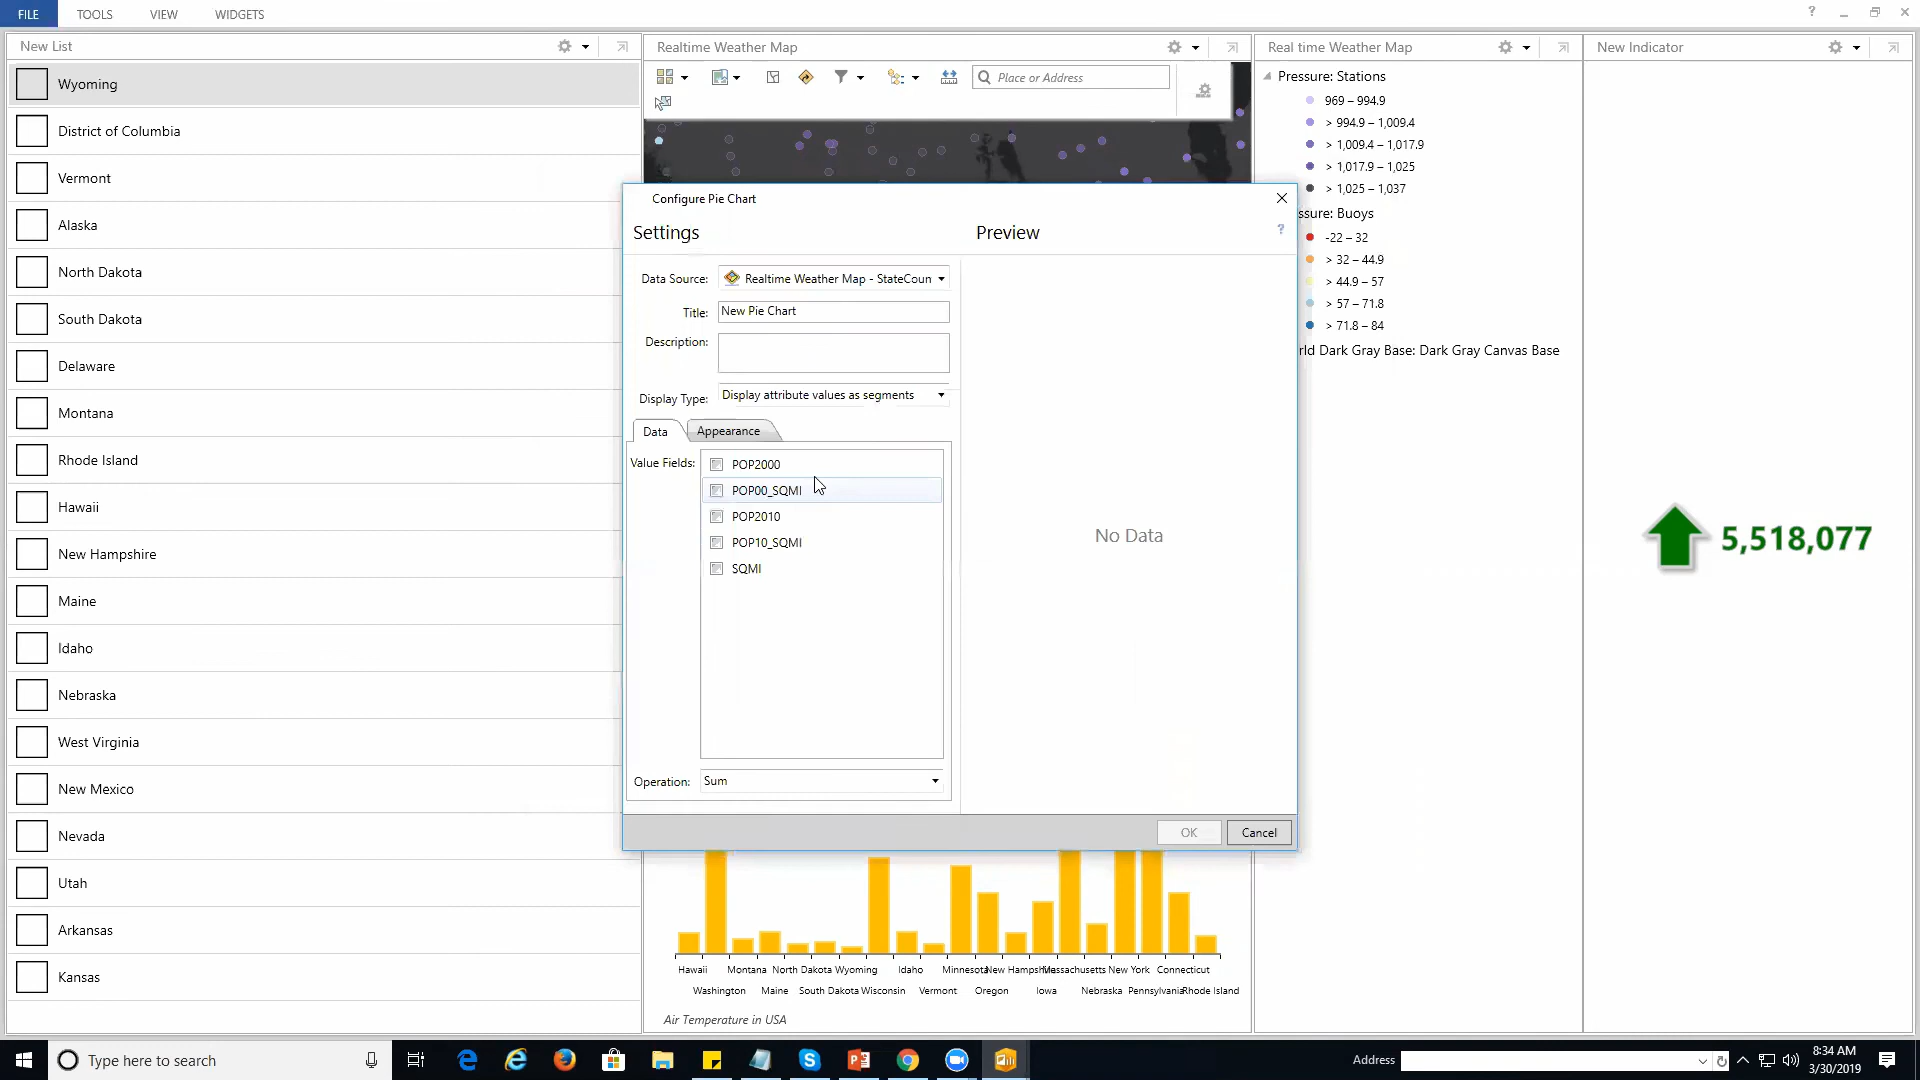 FILE TOOLS VIEW WIDGETS
New List
Wyoming
District of Columbia
Vermont
Alaska
North Dakota
South Dakota
Delaware
Montana
Rhode Island
Hawaii
New Hampshire
Maine
Idaho
Nebraska
West Virginia
New Mexico
Nevada
Utah
Arkansas
Kansas
Realtime Weather Map
Place or Address
Configure Pie Chart
Settings
Preview
?
Data Source: Realtime Weather Map - StateCoun
Title: New Pie Chart
Description:
Display Type: Display attribute values as segments
Data Appearance
Value Fields:
POP2000
POP00_SQMI
POP2010
POP10_SQMI
SQMI
Operation: Sum
No Data
OK Cancel
Hawaii Montana North Dakota Wyoming Idaho Minnesota New Hampshire Massachusetts New York Connecticut
Washington Maine South Dakota Wisconsin Vermont Oregon Iowa Nebraska Pennsylvania Rhode Island
Air Temperature in USA
Real time Weather Map
Pressure: Stations
969 – 994.9
> 994.9 – 1,009.4
> 1,009.4 – 1,017.9
> 1,017.9 – 1,025
> 1,025 – 1,037
ssure: Buoys
-22 – 32
> 32 – 44.9
> 44.9 – 57
> 57 – 71.8
> 71.8 – 84
rld Dark Gray Base: Dark Gray Canvas Base
New Indicator
5,518,077
Type here to search
Address
8:34 AM
3/30/2019